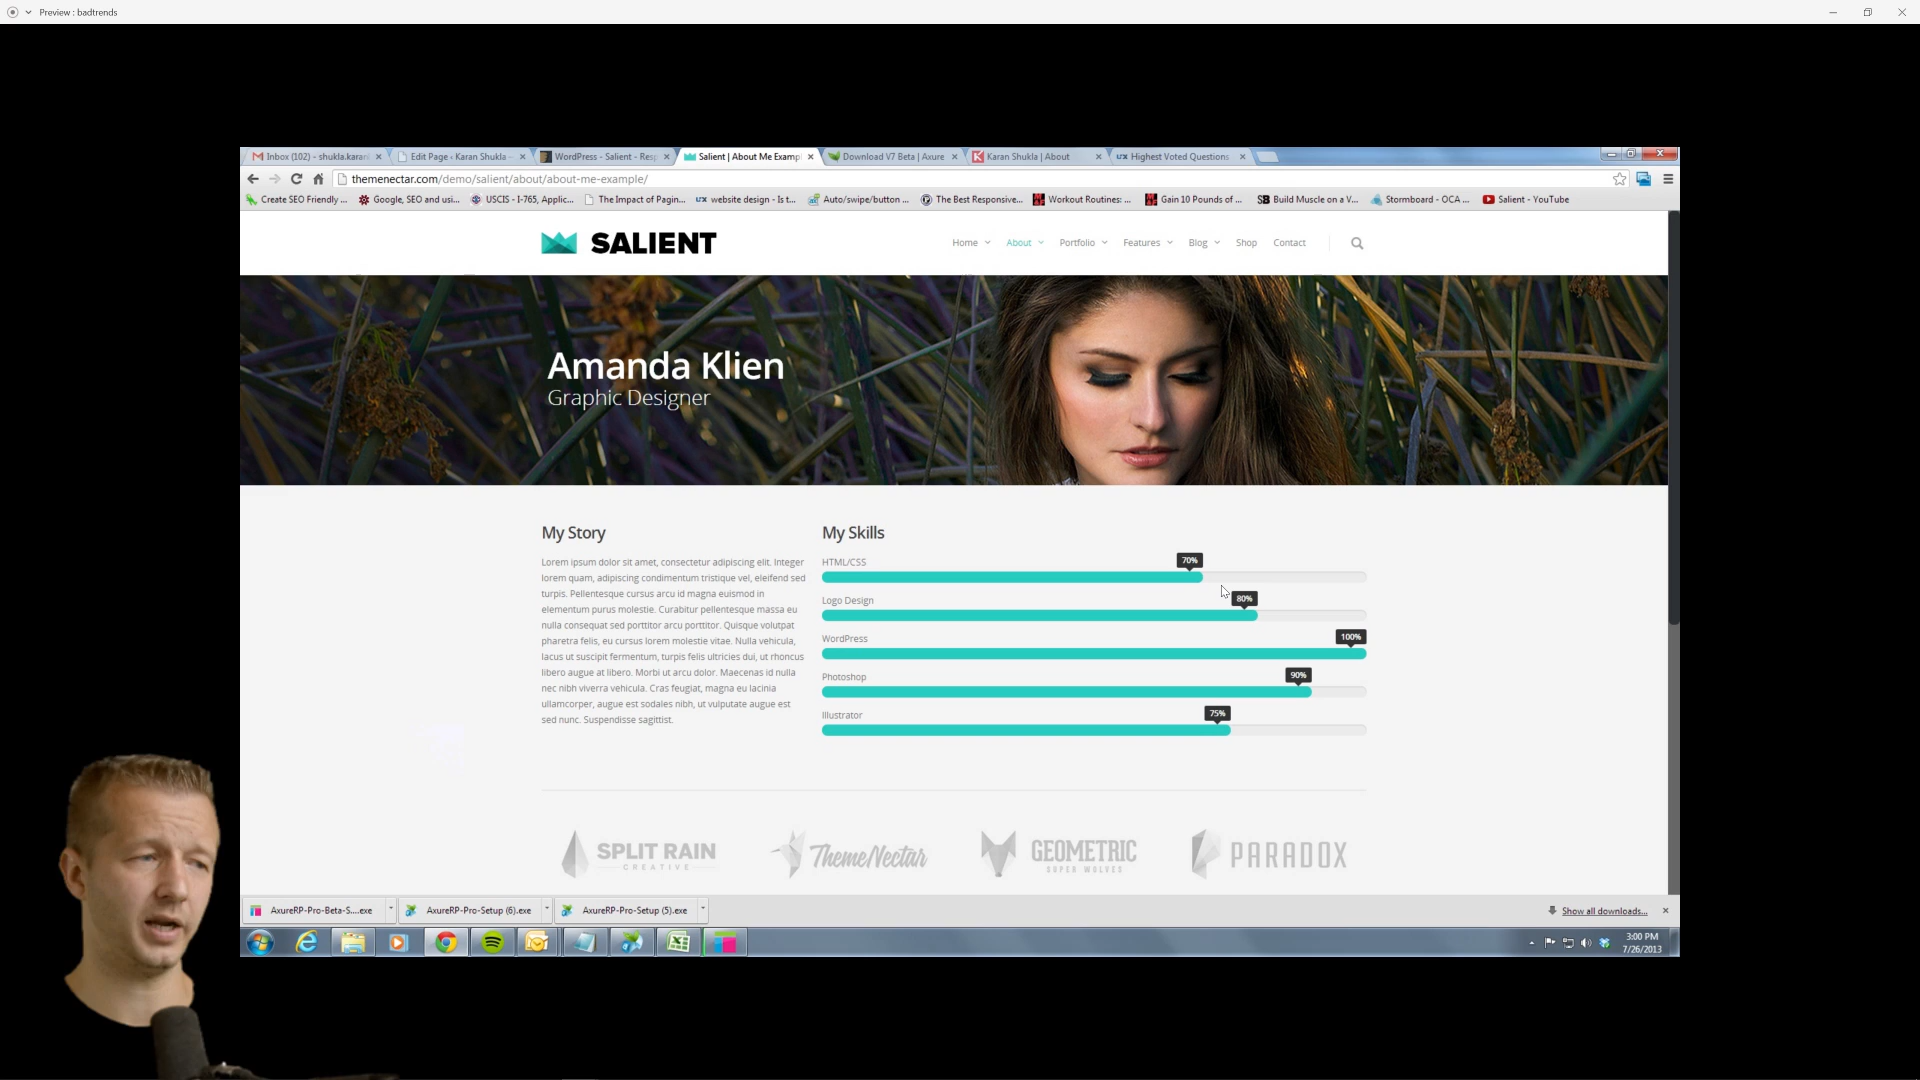 Preview : badtrends
Inbox (102) - shukla.karan
Edit Page - Karan Shukla -
WordPress - Salient - Resp
Salient | About Me Examp
Download V7 Beta | Axure
Karan Shukla | About
ux Highest Voted Questions
themenectar.com/demo/salient/about/about-me-example/
Create SEO Friendly ...
Google, SEO and usi...
USCIS - I-765, Applic...
The Impact of Pagin...
ux website design - Is t...
Auto/swipe/button ...
The Best Responsive...
Workout Routines: ...
Gain 10 Pounds of ...
SB Build Muscle on a V...
Stormboard - OCA ...
Salient - YouTube
SALIENT
Home
About
Portfolio
Features
Blog
Shop
Contact
Amanda Klien
Graphic Designer
My Story
Lorem ipsum dolor sit amet, consectetur adipiscing elit. Integer
lorem quam, adipiscing condimentum tristique vel, eleifend sed
turpis. Pellentesque cursus arcu id magna euismod in
elementum purus molestie. Curabitur pellentesque massa eu
nulla consequat sed porttitor arcu porttitor. Quisque volutpat
pharetra felis, eu cursus lorem molestie vitae. Nulla vehicula,
lacus ut suscipit fermentum, turpis felis ultricies dui, ut rhoncus
libero augue at libero. Morbi ut arcu dolor. Maecenas id nulla
nec nibh viverra vehicula. Cras feugiat, magna eu lacinia
ullamcorper, augue est sodales nibh, ut vulputate augue est
sed nunc. Suspendisse sagittist.
My Skills
HTML/CSS
70%
Logo Design
80%
WordPress
100%
Photoshop
90%
Illustrator
75%
SPLIT RAIN
CREATIVE
ThemeNectar
GEOMETRIC
SUPER WOLVES
PARADOX
AxureRP-Pro-Beta-S....exe
AxureRP-Pro-Setup (6).exe
AxureRP-Pro-Setup (5).exe
Show all downloads...
3:00 PM
7/26/2013